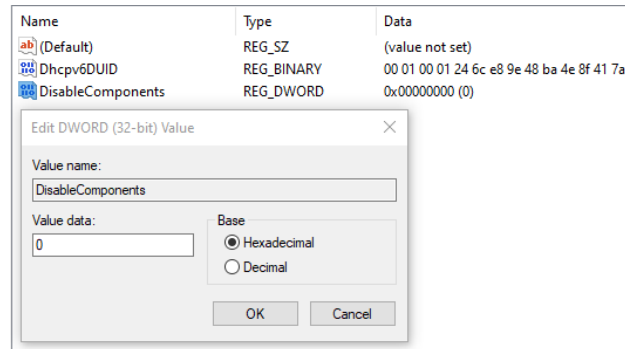 Name Type Data
(Default) REG_SZ (value not set)
Dhcpv6DUID REG_BINARY 00 01 00 01 24 6c e8 9e 48 ba 4e 8f 41 7a
DisableComponents REG_DWORD 0x00000000 (0)
Edit DWORD (32-bit) Value
Value name:
DisableComponents
Value data: Base
0 Hexadecimal
Decimal
OK Cancel